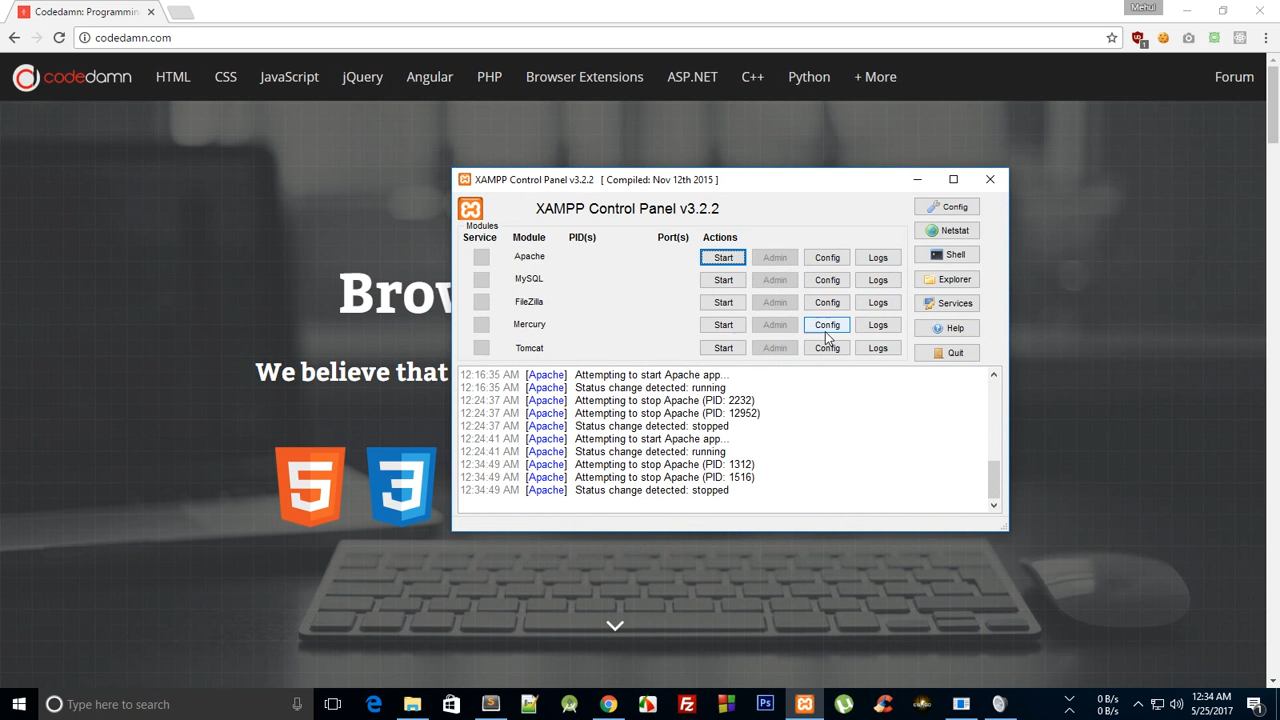 Codedamn: Programmin
Mehul
codedamn.com
1
codedamn HTML CSS JavaScript jQuery Angular PHP Browser Extensions ASP.NET C++ Python + More Forum
Brow
We believe that
5 3
XAMPP Control Panel v3.2.2 [ Compiled: Nov 12th 2015 ]
XAMPP Control Panel v3.2.2
Config
Modules
Service Module PID(s) Port(s) Actions
Netstat
Apache Start Admin Config Logs
Shell
MySQL Start Admin Config Logs
Explorer
FileZilla Start Admin Config Logs
Services
Mercury Start Admin Config Logs
Help
Tomcat Start Admin Config Logs
Quit
12:16:35 AM [Apache] Attempting to start Apache app...
12:16:35 AM [Apache] Status change detected: running
12:24:37 AM [Apache] Attempting to stop Apache (PID: 2232)
12:24:37 AM [Apache] Attempting to stop Apache (PID: 12952)
12:24:37 AM [Apache] Status change detected: stopped
12:24:41 AM [Apache] Attempting to start Apache app...
12:24:41 AM [Apache] Status change detected: running
12:34:49 AM [Apache] Attempting to stop Apache (PID: 1312)
12:34:49 AM [Apache] Attempting to stop Apache (PID: 1516)
12:34:49 AM [Apache] Status change detected: stopped
Type here to search
Ps
0 B/s
0 B/s
12:34 AM
5/25/2017